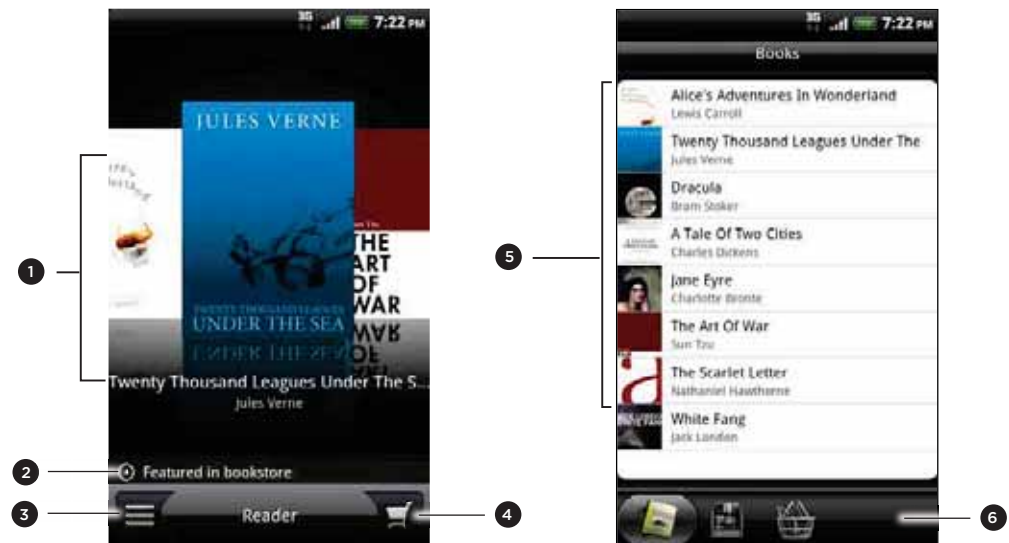 3G 7:22 PM
JULES VERNE
TWENTY THOUSAND LEAGUES
UNDER THE SEA
THE
ART
OF
WAR
1
Twenty Thousand Leagues Under The S...
Jules Verne
2
Featured in bookstore
3
Reader
4
3G 7:22 PM
Books
5
Alice's Adventures In Wonderland
Lewis Carroll
Twenty Thousand Leagues Under The
Jules Verne
Dracula
Bram Stoker
A Tale Of Two Cities
Charles Dickens
Jane Eyre
Charlotte Bronte
The Art Of War
Sun Tzu
The Scarlet Letter
Nathaniel Hawthorne
White Fang
Jack London
6